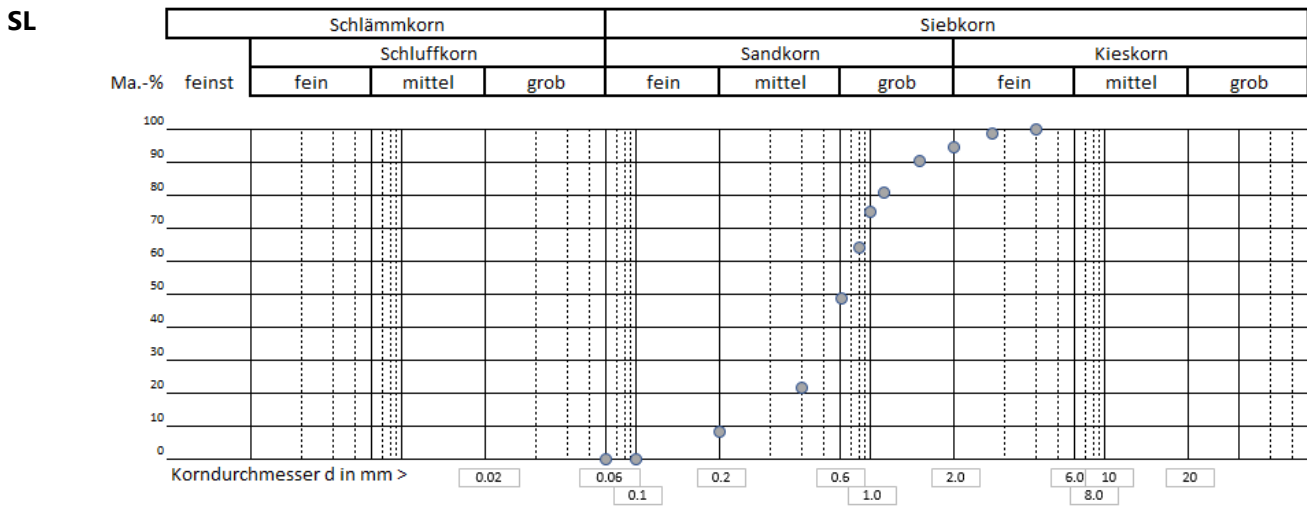 SL
Schlämmkorn Siebkorn
Schluffkorn Sandkorn Kieskorn
Ma.-% feinst fein mittel grob fein mittel grob fein mittel grob
100
90
80
70
60
50
40
30
20
10
0
Korndurchmesser d in mm > 0.02 0.06 0.2 0.6 2.0 6.0 10 20
0.1 1.0 8.0